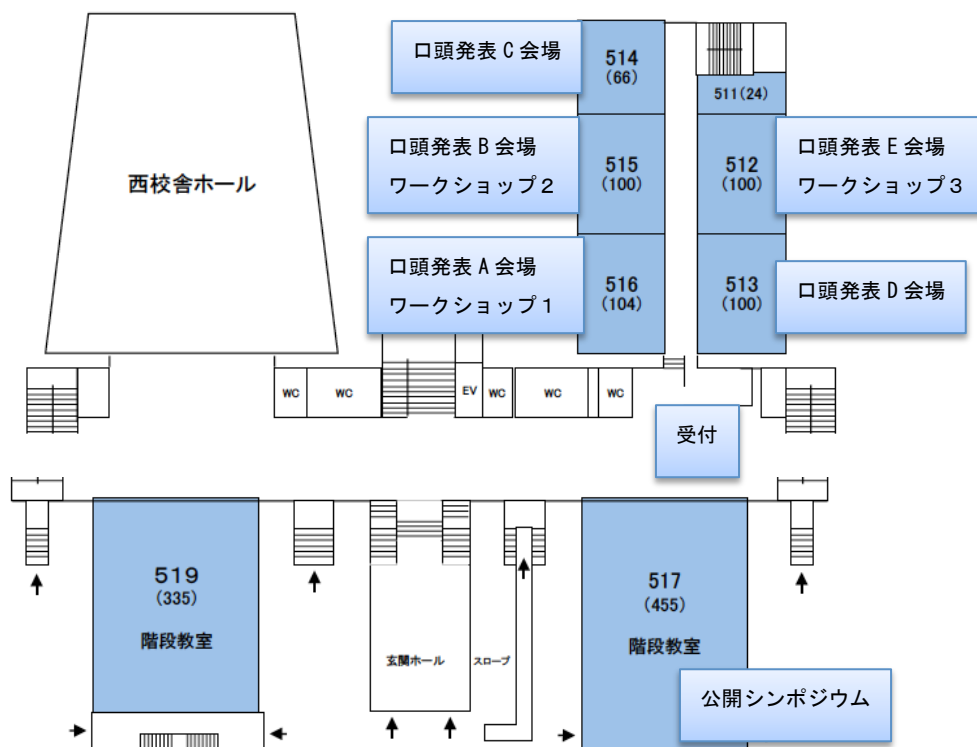 口頭発表 C 会場
514
(66)
511(24)
西校舎ホール
口頭発表 B 会場
ワークショップ２
515
(100)
512
(100)
口頭発表 E 会場
ワークショップ３
口頭発表 A 会場
ワークショップ１
516
(104)
513
(100)
口頭発表 D 会場
WC
WC
EV
WC
WC
WC
受付
519
(335)
階段教室
玄関ホール
スロープ
517
(455)
階段教室
公開シンポジウム